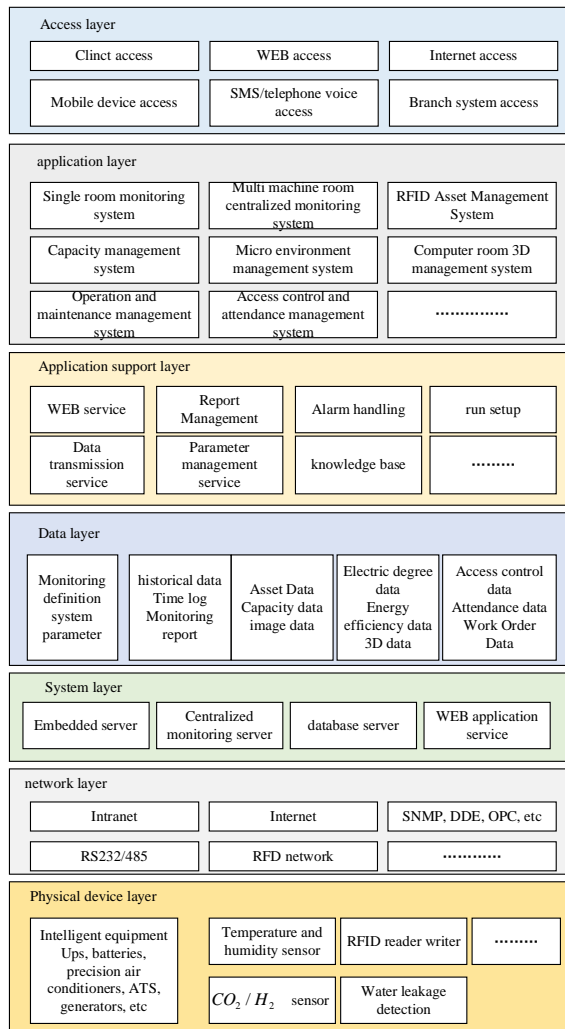 Access layer
Clinct access
WEB access
Internet access
Mobile device access
SMS/telephone voice
access
Branch system access
application layer
Single room monitoring
system
Multi machine room
centralized monitoring
system
RFID Asset Management
System
Capacity management
system
Micro environment
management system
Computer room 3D
management system
Operation and
maintenance management
system
Access control and
attendance management
system
……………
Application support layer
WEB service
Report
Management
Alarm handling
run setup
Data
transmission
service
Parameter
management
service
knowledge base
………
Data layer
Monitoring
definition
system
parameter
historical data
Time log
Monitoring
report
Asset Data
Capacity data
image data
Electric degree
data
Energy
efficiency data
3D data
Access control
data
Attendance data
Work Order
Data
System layer
Embedded server
Centralized
monitoring server
database server
WEB application
service
network layer
Intranet
Internet
SNMP, DDE, OPC, etc
RS232/485
RFD network
…………
Physical device layer
Intelligent equipment
Ups, batteries,
precision air
conditioners, ATS,
generators, etc
Temperature and
humidity sensor
RFID reader writer
………
CO₂ / H₂ sensor
Water leakage
detection